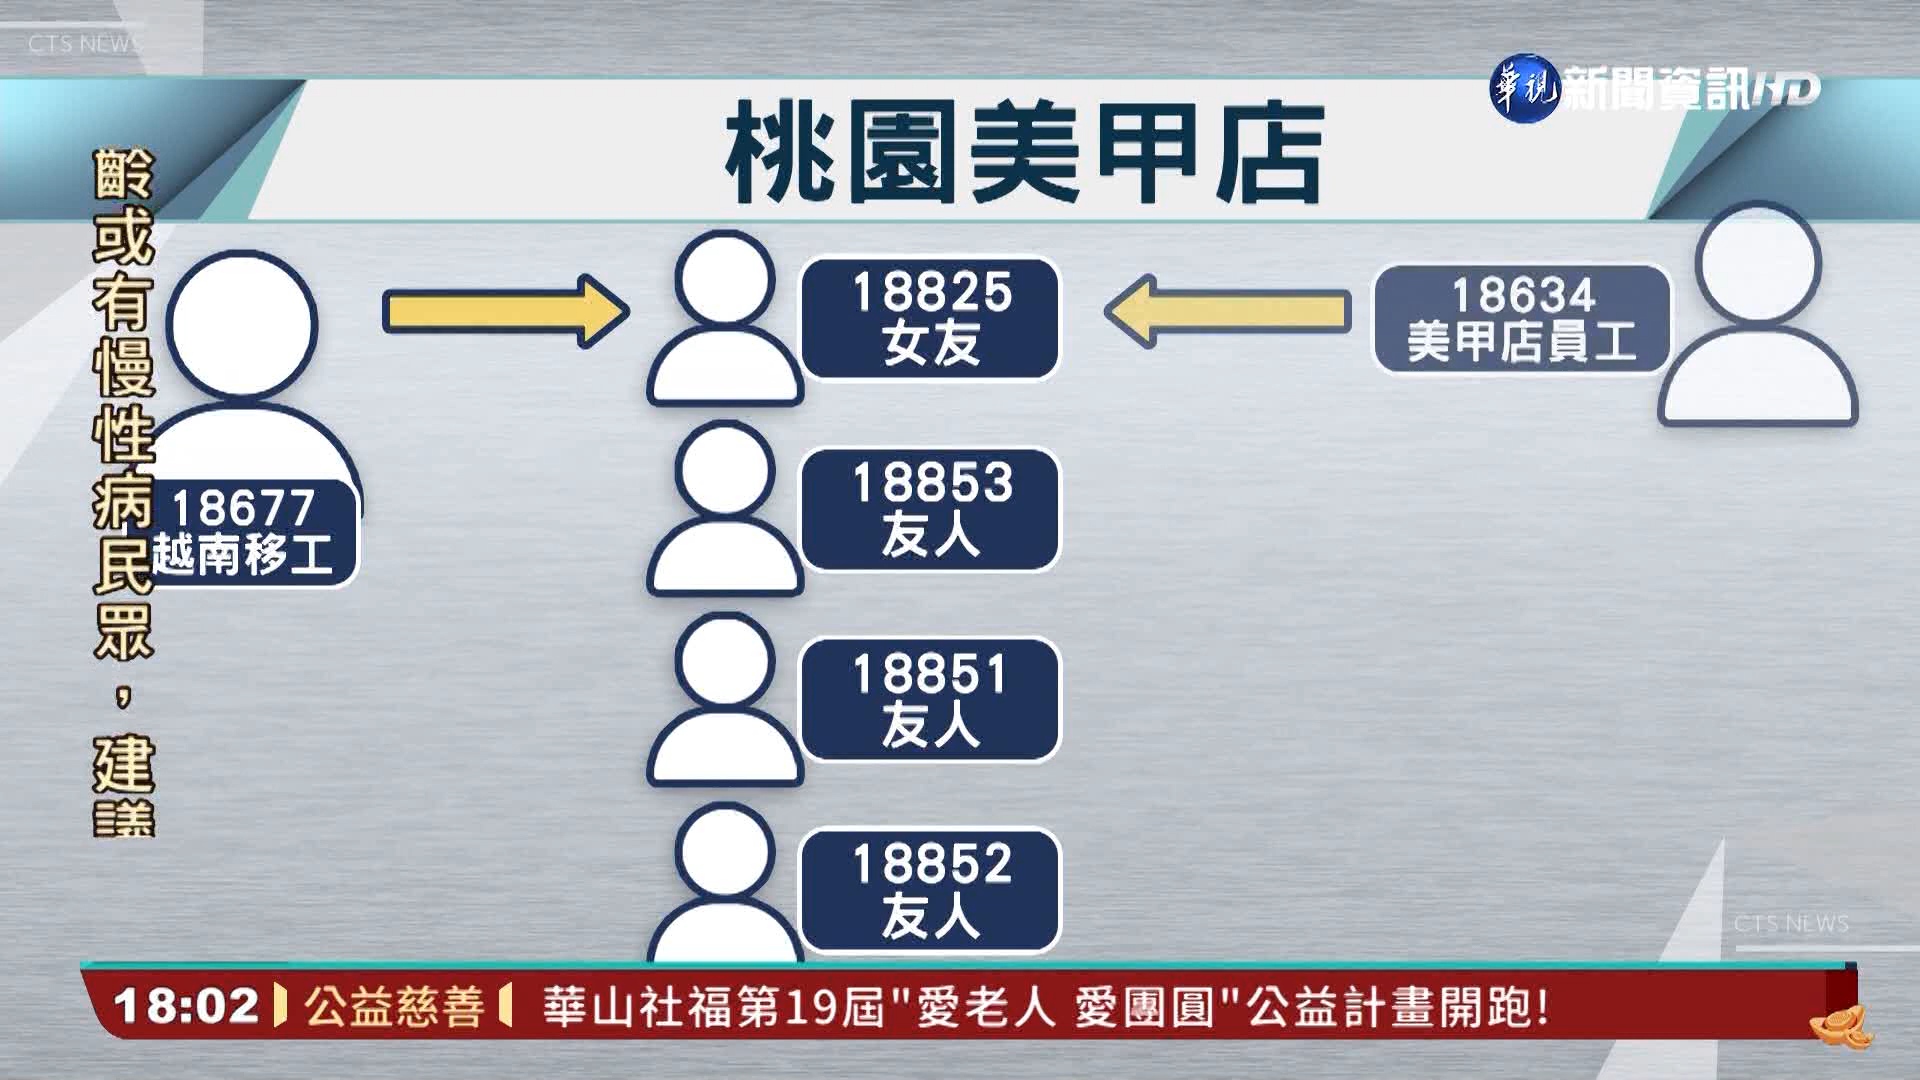 CTS NEWS
華視 新聞資訊HD
桃園美甲店
齡或有慢性病民眾，建議
18677
越南移工
18825
女友
18634
美甲店員工
18853
友人
18851
友人
18852
友人
CTS NEWS
18:02 公益慈善 華山社福第19屆"愛老人 愛團圓"公益計畫開跑!